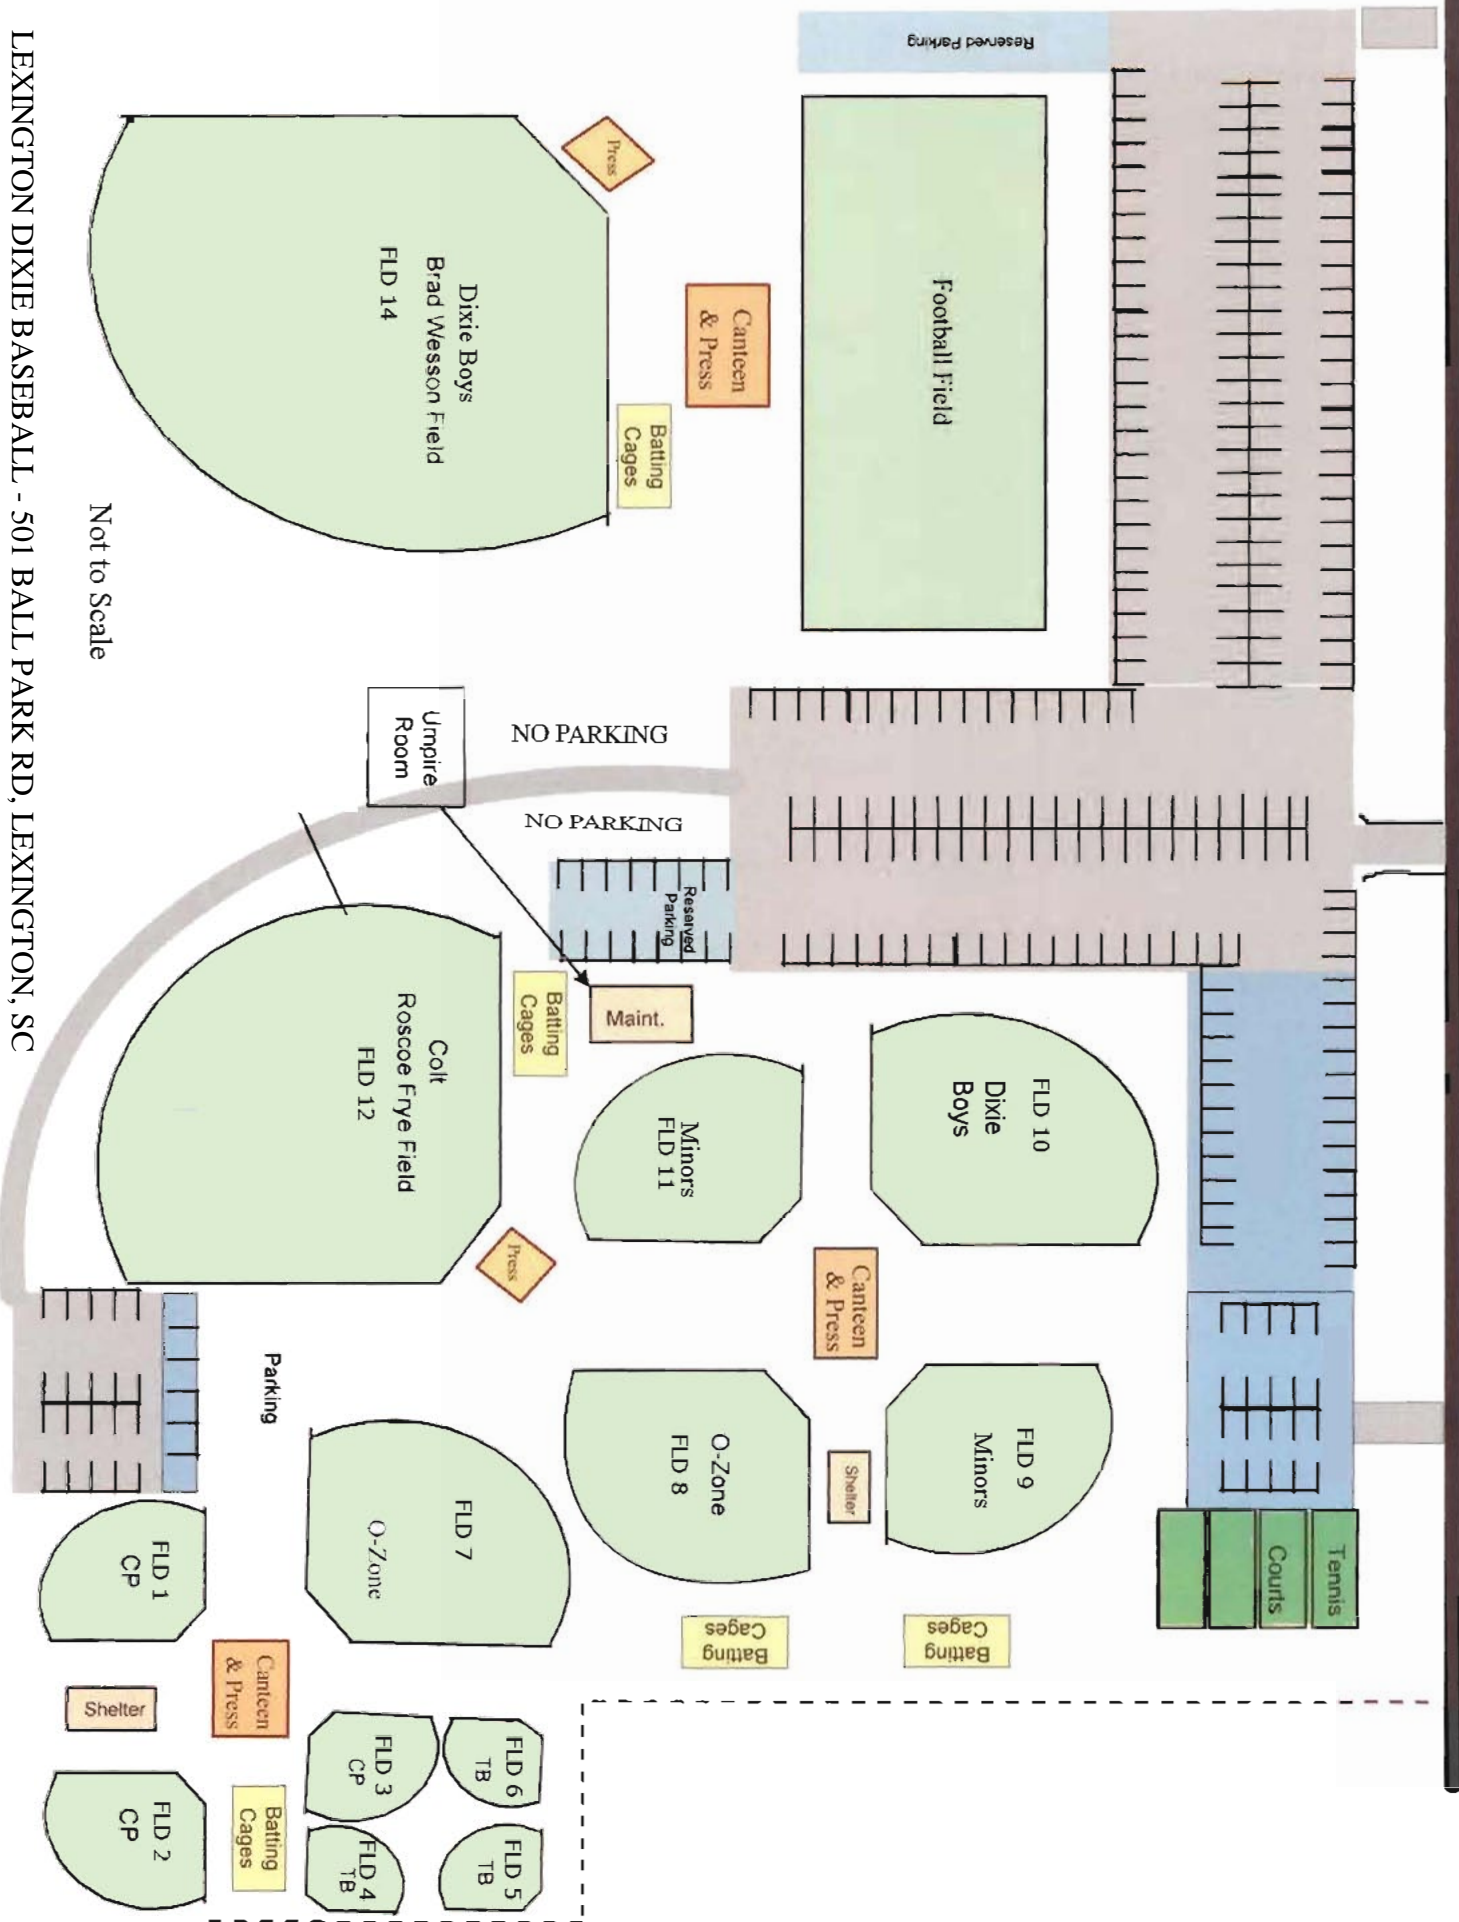 Reserved Parking
Press
Dixie Boys
Brad Wesson Field
FLD 14
Canteen
& Press
Batting
Cages
Football Field
Not to Scale
LEXINGTON DIXIE BASEBALL - 501 BALL PARK RD, LEXINGTON, SC
Umpire
Room
NO PARKING
NO PARKING
Reserved
Parking
Maint.
Batting
Cages
Colt
Roscoe Frye Field
FLD 12
Minors
FLD 11
FLD 10
Dixie
Boys
Press
Canteen
& Press
Parking
FLD 7
O-Zone
O-Zone
FLD 8
Shelter
FLD 9
Minors
Tennis
Courts
Batting
Cages
Batting
Cages
FLD 1
CP
Canteen
& Press
Shelter
FLD 2
CP
Batting
Cages
FLD 3
CP
FLD 4
TB
FLD 6
TB
FLD 5
TB